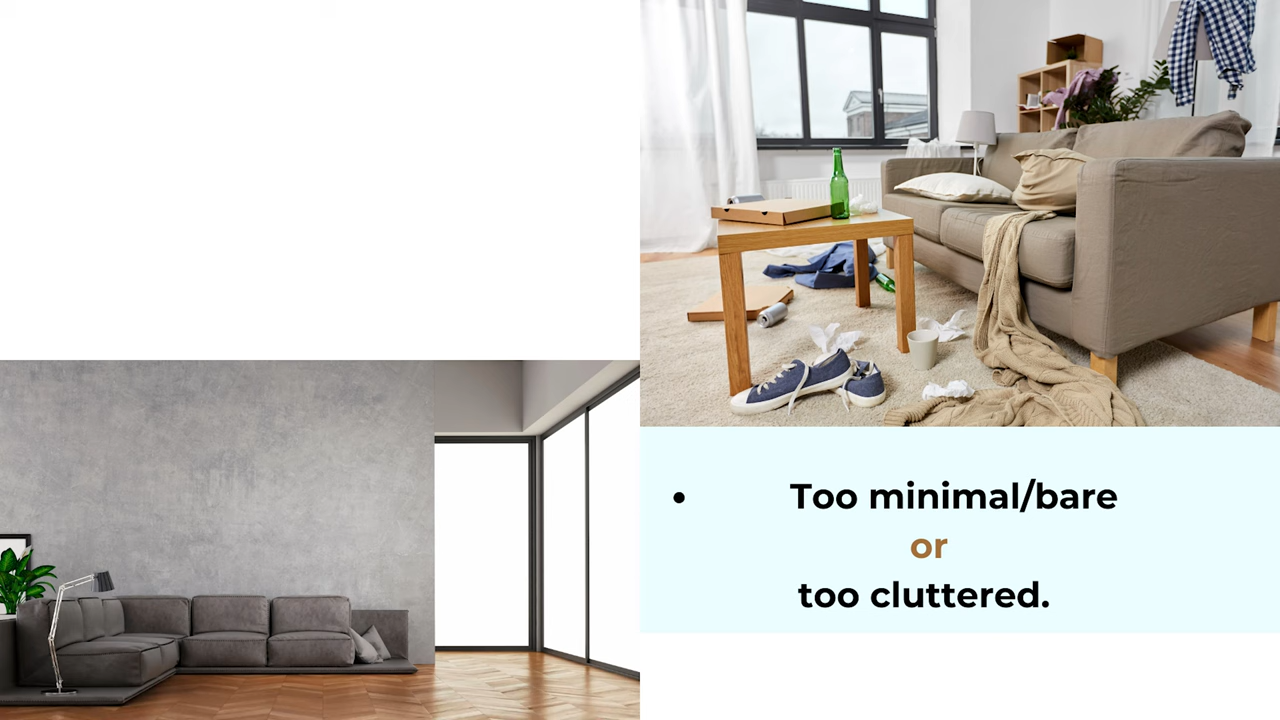 • Too minimal/bare
or
too cluttered.